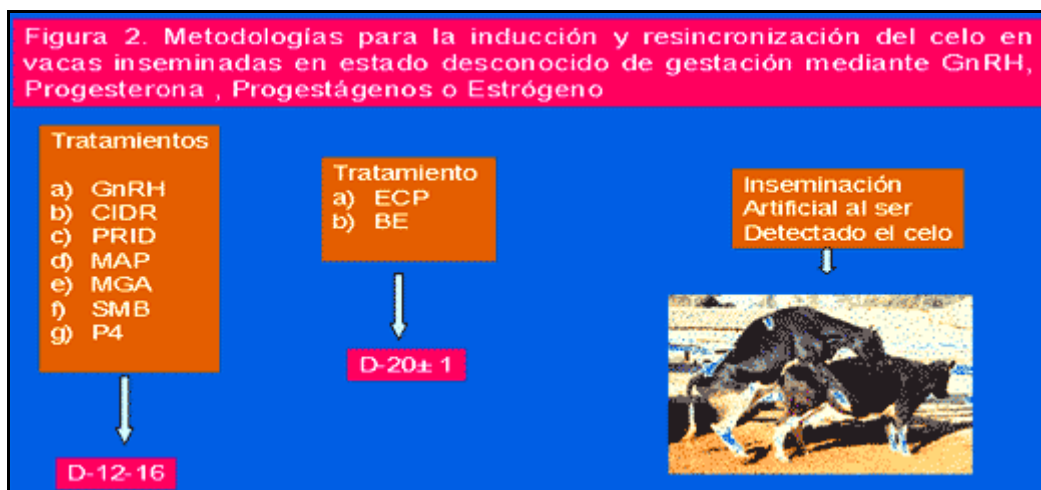 Figura 2. Metodologías para la inducción y resincronización del celo en
vacas inseminadas en estado desconocido de gestación mediante GnRH,
Progesterona , Progestágenos o Estrógeno
Tratamientos
a) GnRH
b) CIDR
c) PRID
d) MAP
e) MGA
f) SMB
g) P4
D-12-16
Tratamiento
a) ECP
b) BE
D-20± 1
Inseminación
Artificial al ser
Detectado el celo